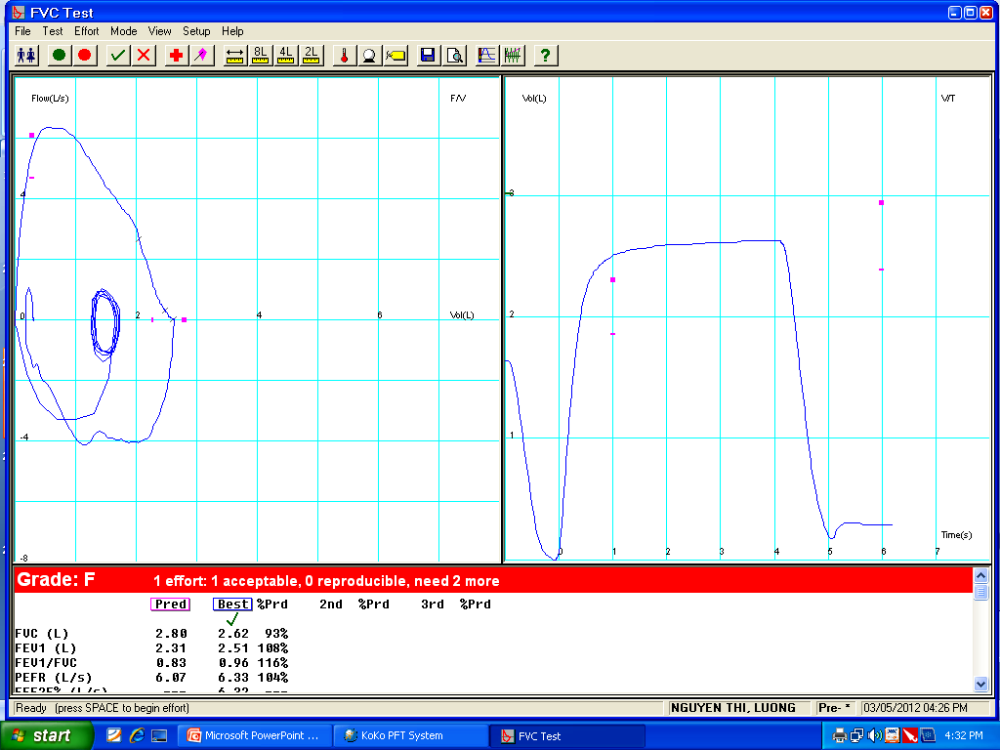 FVC Test
File Test Effort Mode View Setup Help
8L 4L 2L
Flow(L/s) F/V
4
0 2 4 6 Vol(L)
-4
-8
Vol(L) V/T
3
2
1
Time(s)
0 1 2 3 4 5 6 7
Grade: F 1 effort: 1 acceptable, 0 reproducible, need 2 more
Pred Best %Prd 2nd %Prd 3rd %Prd
FVC (L) 2.80 2.62 93%
FEV1 (L) 2.31 2.51 108%
FEV1/FVC 0.83 0.96 116%
PEFR (L/s) 6.07 6.33 104%
Ready (press SPACE to begin effort) NGUYEN THI, LUONG Pre- * 03/05/2012 04:26 PM
start Microsoft PowerPoint ... KoKo PFT System FVC Test 4:32 PM